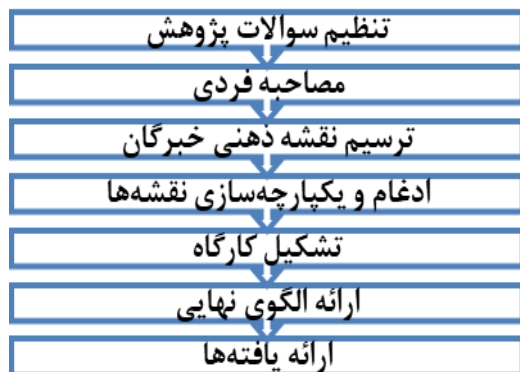 تنظیم سوالات پژوهش
مصاحبه فردی
ترسیم نقشه ذهنی خبرگان
ادغام و یکپارچه‌سازی نقشه‌ها
تشکیل کارگاه
ارائه الگوی نهایی
ارائه یافته‌ها